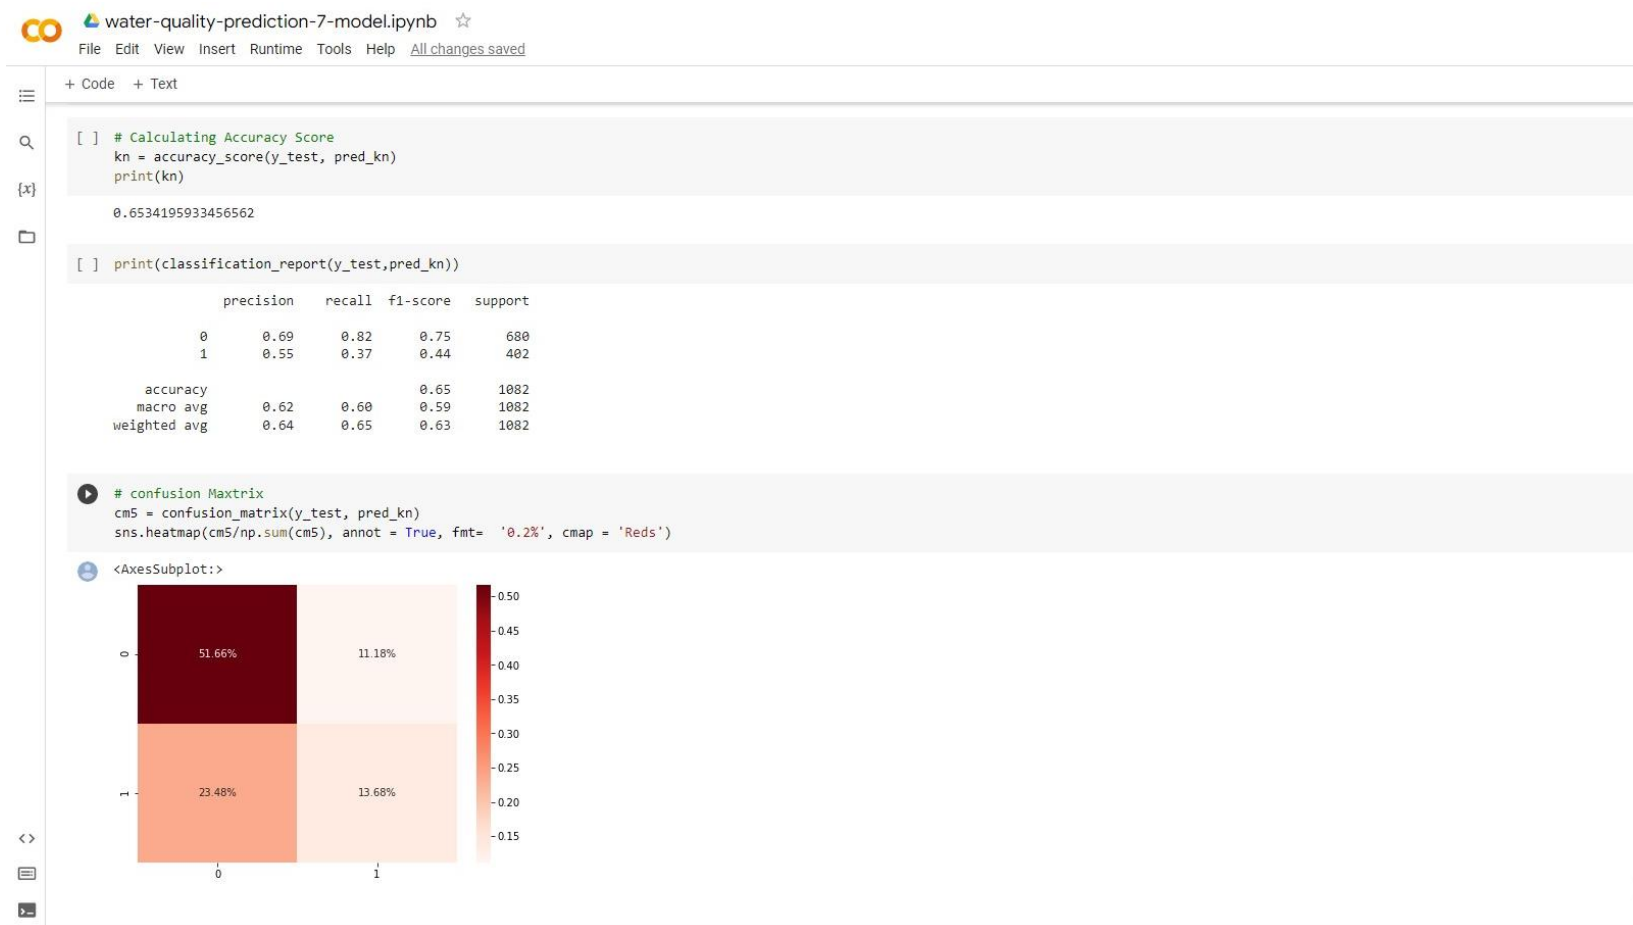 water-quality-prediction-7-model.ipynb
File Edit View Insert Runtime Tools Help All changes saved
+ Code + Text
[ ] # Calculating Accuracy Score
kn = accuracy_score(y_test, pred_kn)
print(kn)
{x}
0.6534195933456562
[ ] print(classification_report(y_test,pred_kn))
precision recall f1-score support
0 0.69 0.82 0.75 680
1 0.55 0.37 0.44 402
accuracy 0.65 1082
macro avg 0.62 0.60 0.59 1082
weighted avg 0.64 0.65 0.63 1082
# confusion Maxtrix
cm5 = confusion_matrix(y_test, pred_kn)
sns.heatmap(cm5/np.sum(cm5), annot = True, fmt= '0.2%', cmap = 'Reds')
<AxesSubplot:>
0.50
0.45
0 51.66% 11.18%
0.40
0.35
0.30
0.25
1 23.48% 13.68%
0.20
0.15
0 1